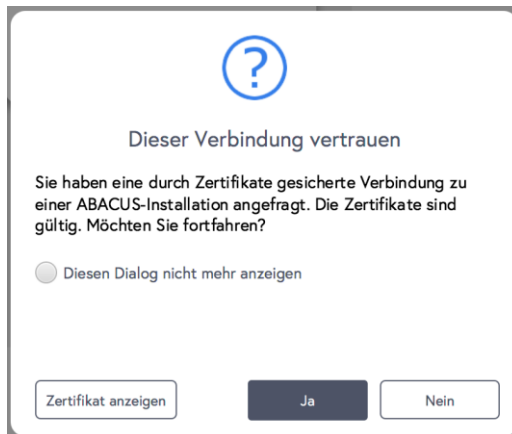 ?
Dieser Verbindung vertrauen
Sie haben eine durch Zertifikate gesicherte Verbindung zu
einer ABACUS-Installation angefragt. Die Zertifikate sind
gültig. Möchten Sie fortfahren?
Diesen Dialog nicht mehr anzeigen
Zertifikat anzeigen
Ja
Nein